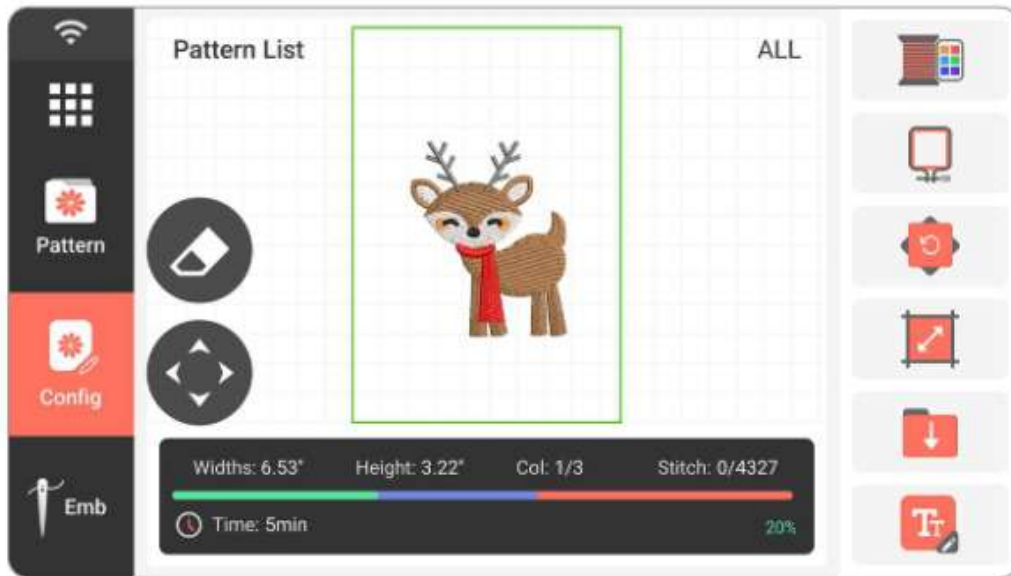 Pattern List
ALL
Pattern
Config
Emb
Widths: 6.53" Height: 3.22" Col: 1/3 Stitch: 0/4327
Time: 5min
20%
TT